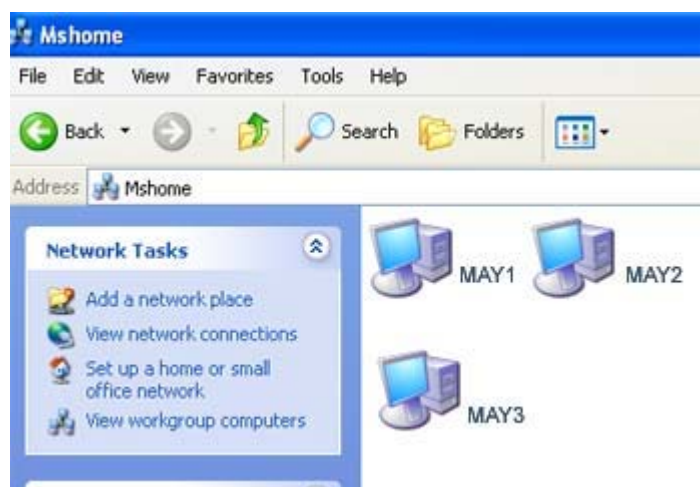 Mshome
File Edit View Favorites Tools Help
Back Search Folders
Address Mshome
Network Tasks
Add a network place
View network connections
Set up a home or small
office network
View workgroup computers
MAY1 MAY2
MAY3